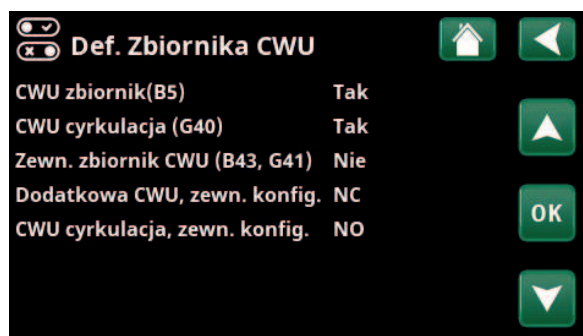 Def. Zbiornika CWU
CWU zbiornik(B5) Tak
CWU cyrkulacja (G40) Tak
Zewn. zbiornik CWU (B43, G41) Nie
Dodatkowa CWU, zewn. konfig. NC
OK
CWU cyrkulacja, zewn. konfig. NO